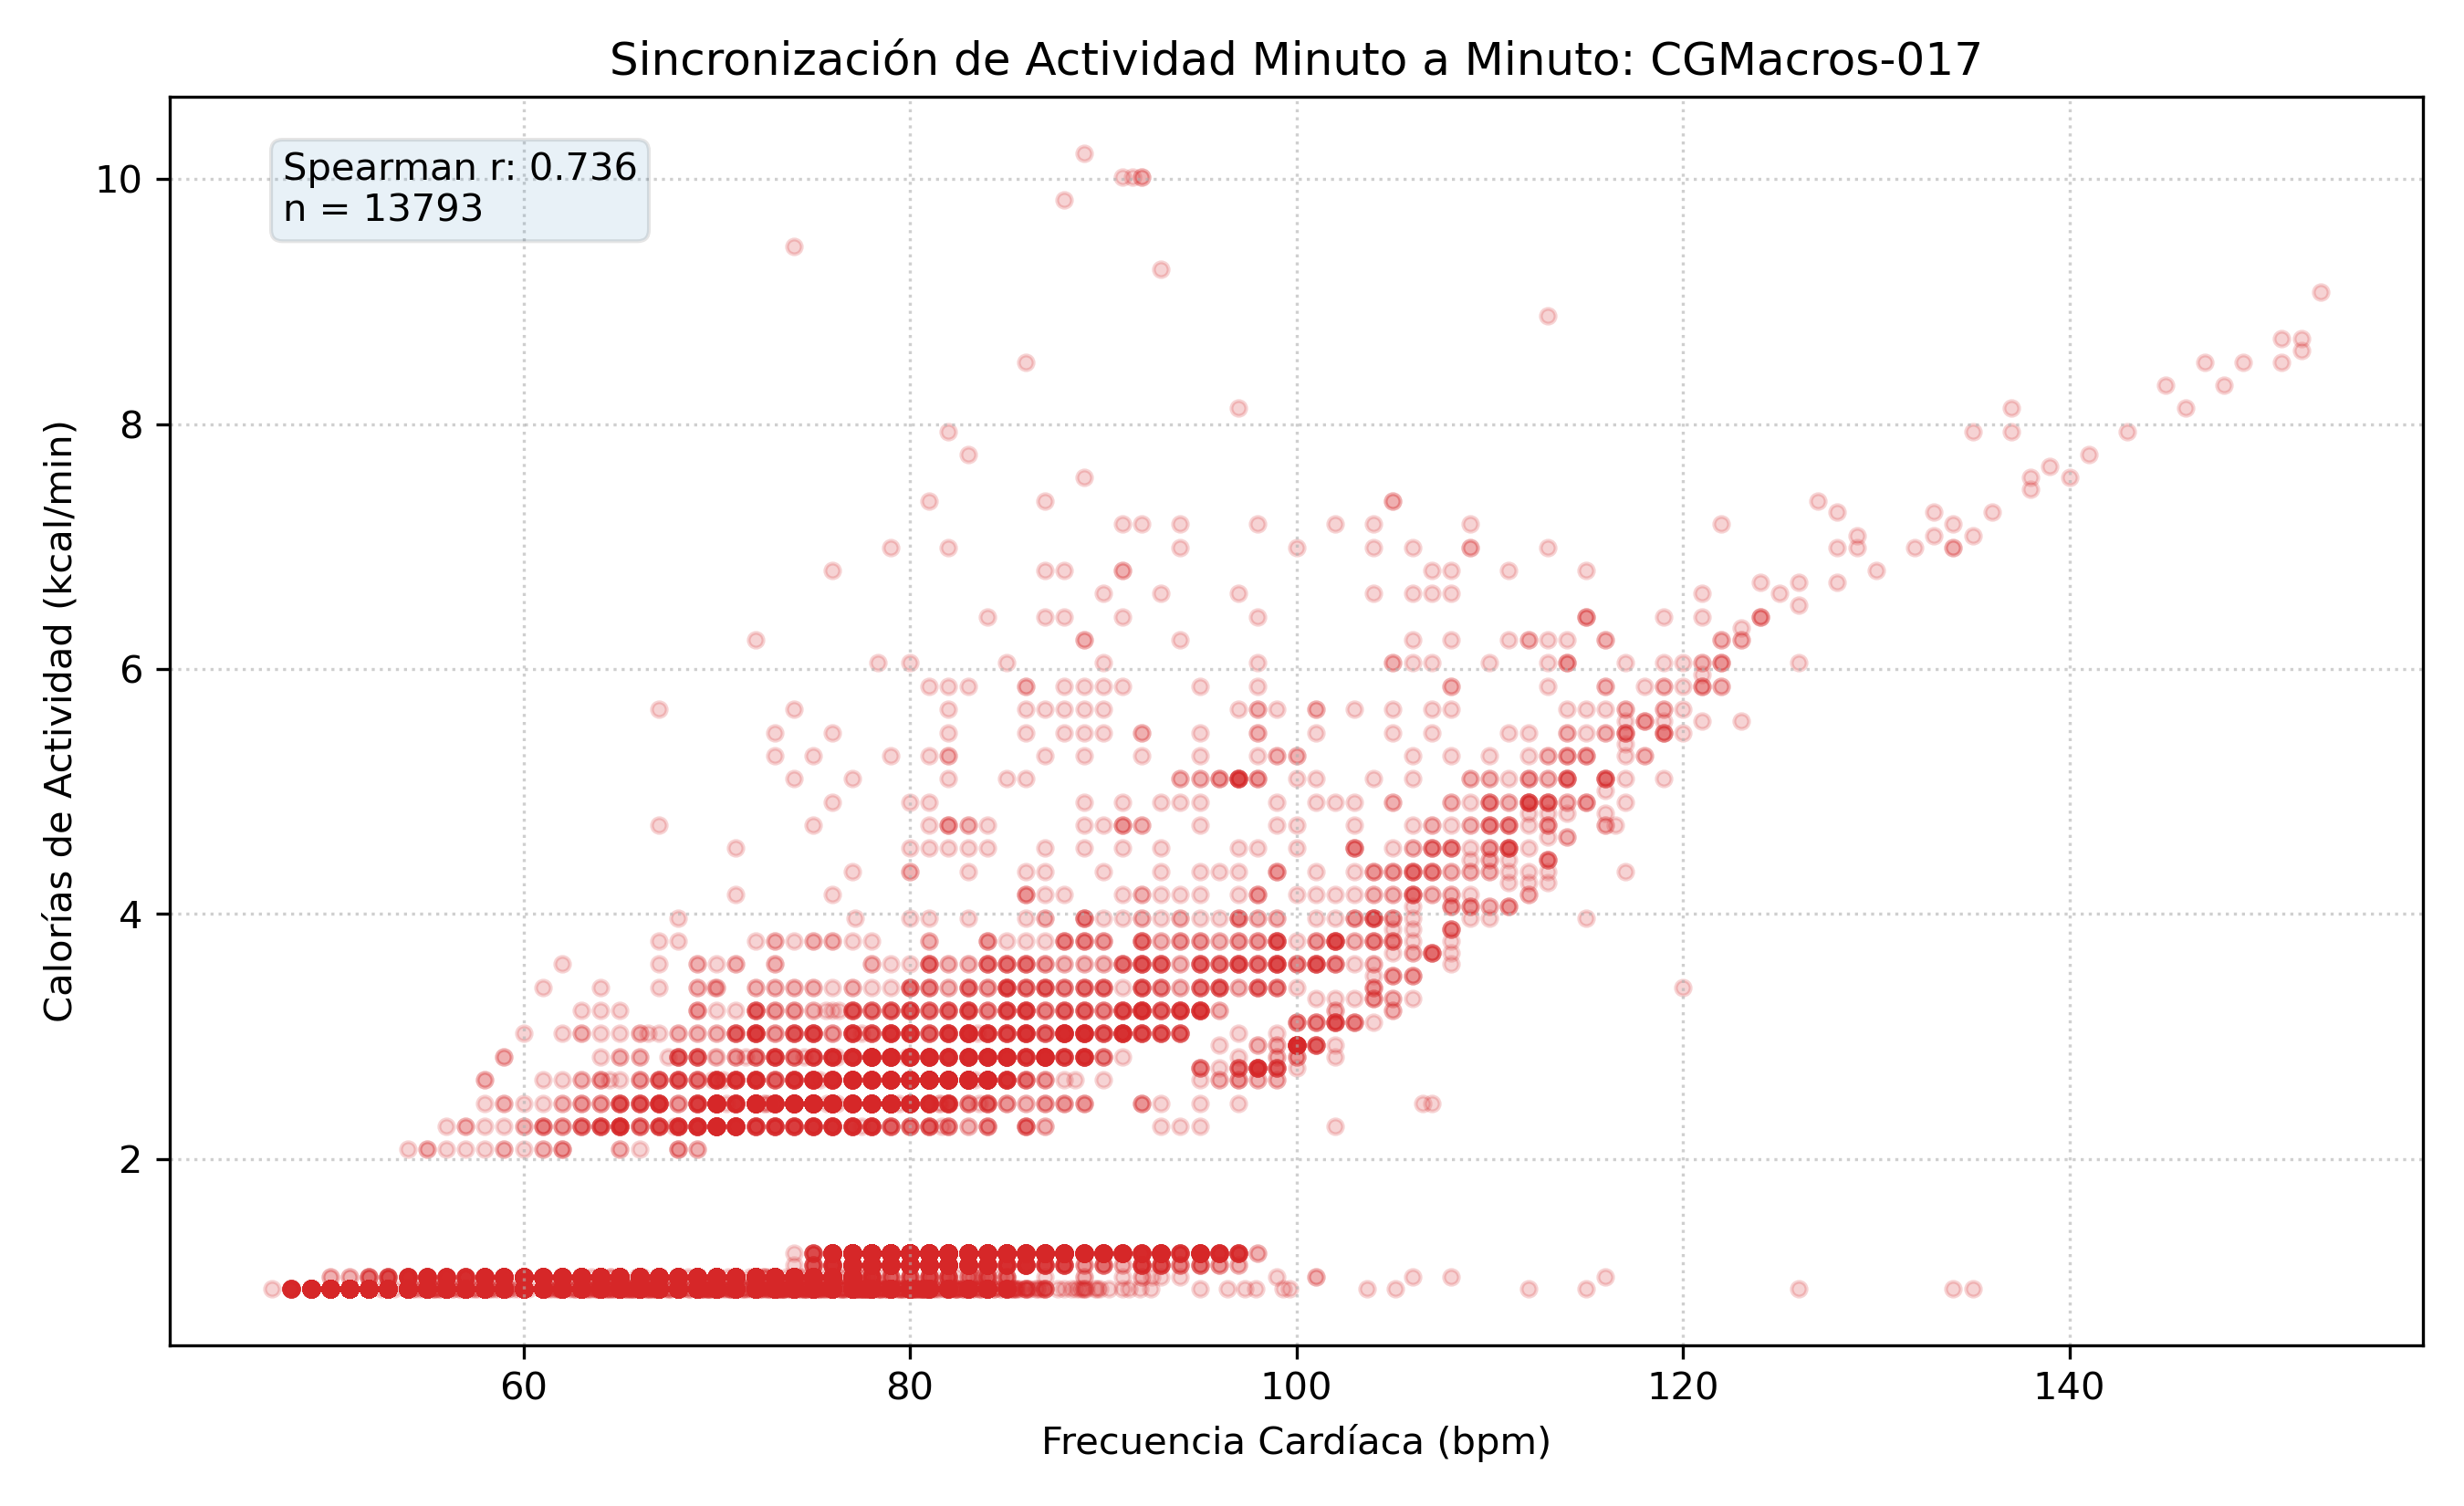 Sincronización de Actividad Minuto a Minuto: CGMacros-017
Spearman r: 0.736
n = 13793
Calorías de Actividad (kcal/min)
10
8
6
4
2
60 80 100 120 140
Frecuencia Cardíaca (bpm)